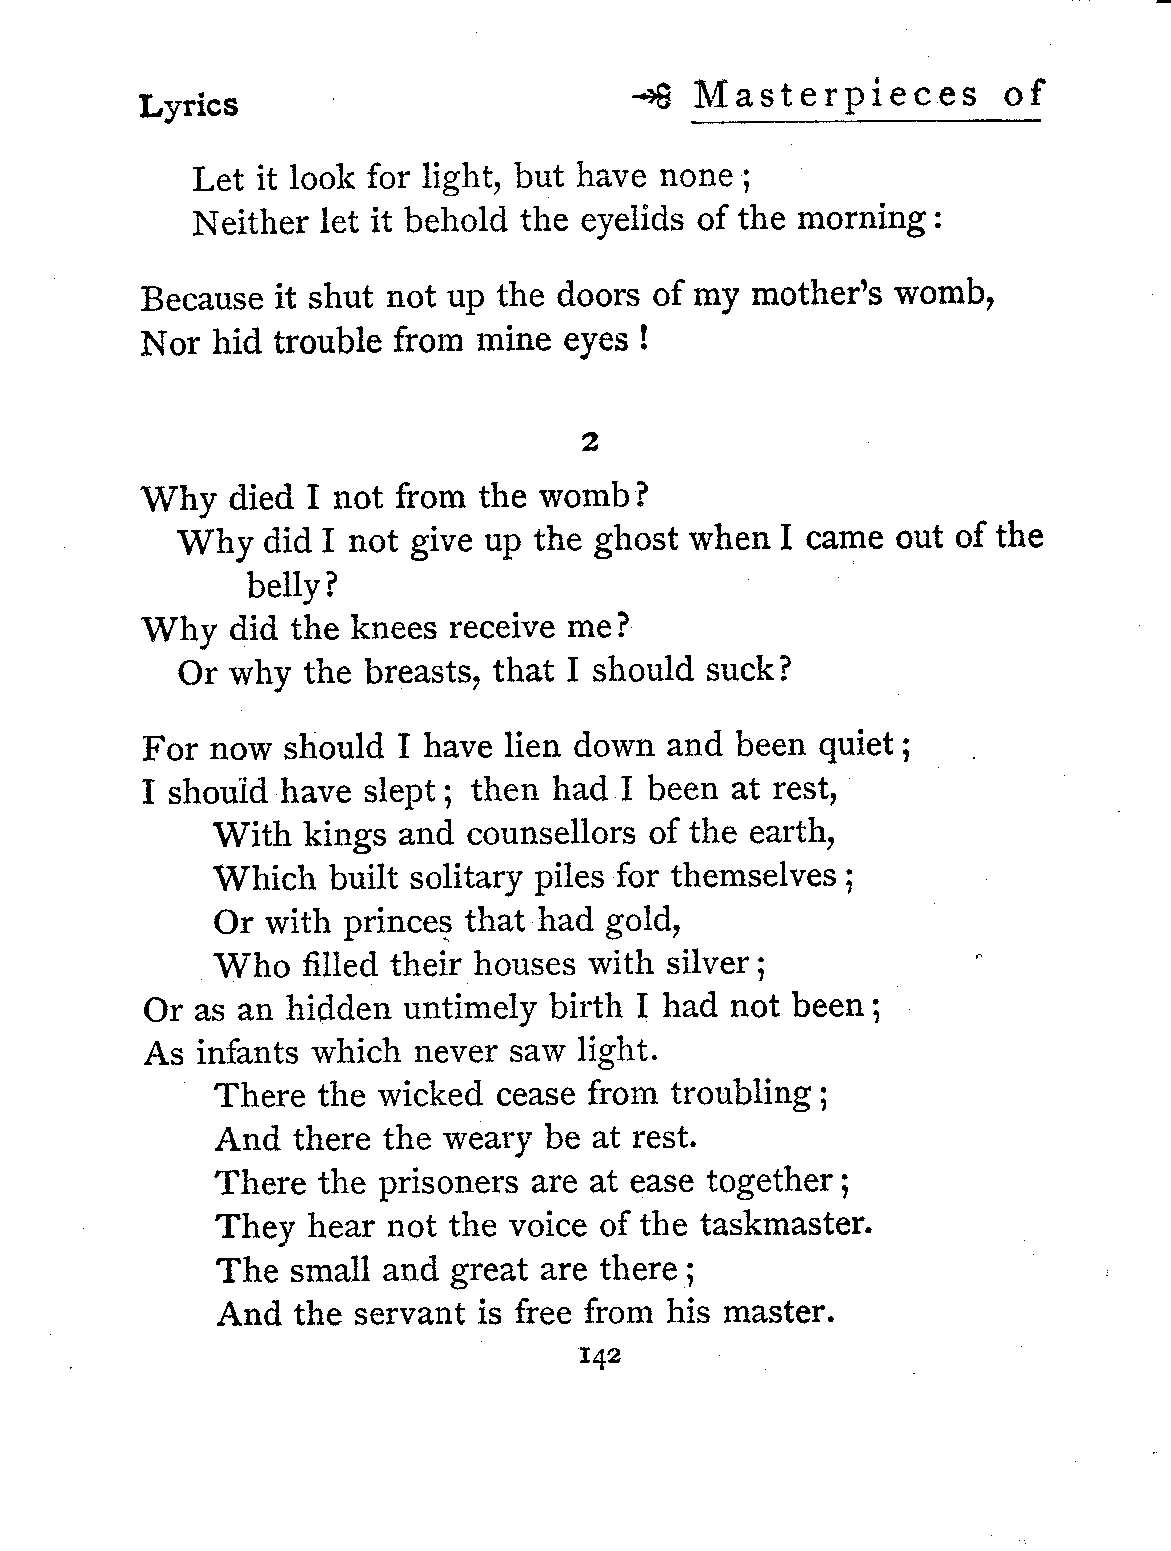 Lyrics Masterpieces of
Let it look for light, but have none;
Neither let it behold the eyelids of the morning:
Because it shut not up the doors of my mother's womb,
Nor hid trouble from mine eyes!
2
Why died I not from the womb?
Why did I not give up the ghost when I came out of the
belly?
Why did the knees receive me?
Or why the breasts, that I should suck?
For now should I have lien down and been quiet;
I should have slept; then had I been at rest,
With kings and counsellors of the earth,
Which built solitary piles for themselves;
Or with princes that had gold,
Who filled their houses with silver;
Or as an hidden untimely birth I had not been;
As infants which never saw light.
There the wicked cease from troubling;
And there the weary be at rest.
There the prisoners are at ease together;
They hear not the voice of the taskmaster.
The small and great are there;
And the servant is free from his master.
142